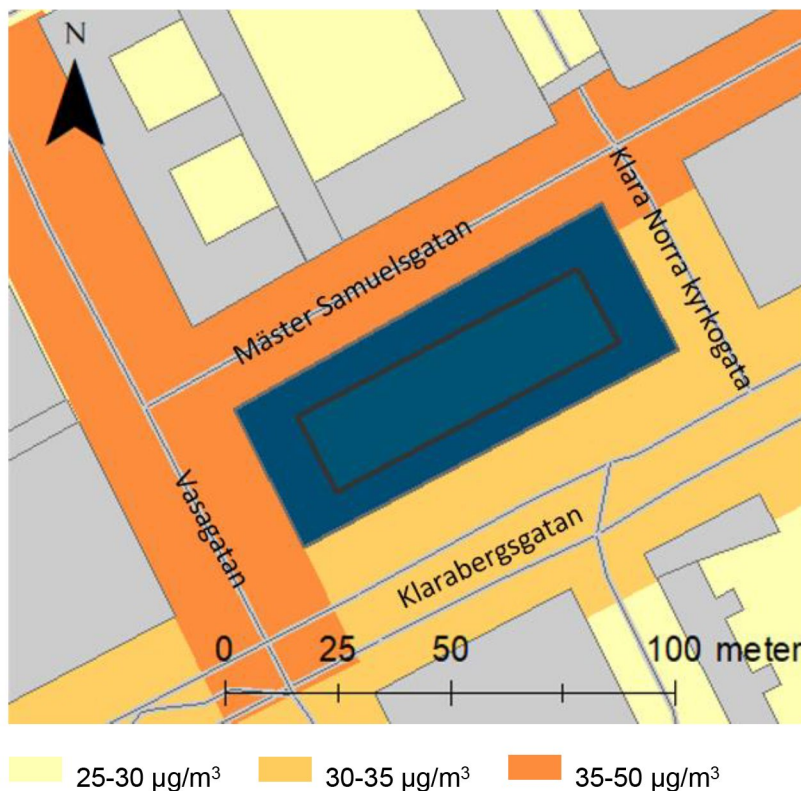 N
Klara Norra kyrkogata
Mäster Samuelsgatan
Vasagatan
Klarabergsgatan
0 25 50 100 meter
25-30 µg/m³ 30-35 µg/m³ 35-50 µg/m³